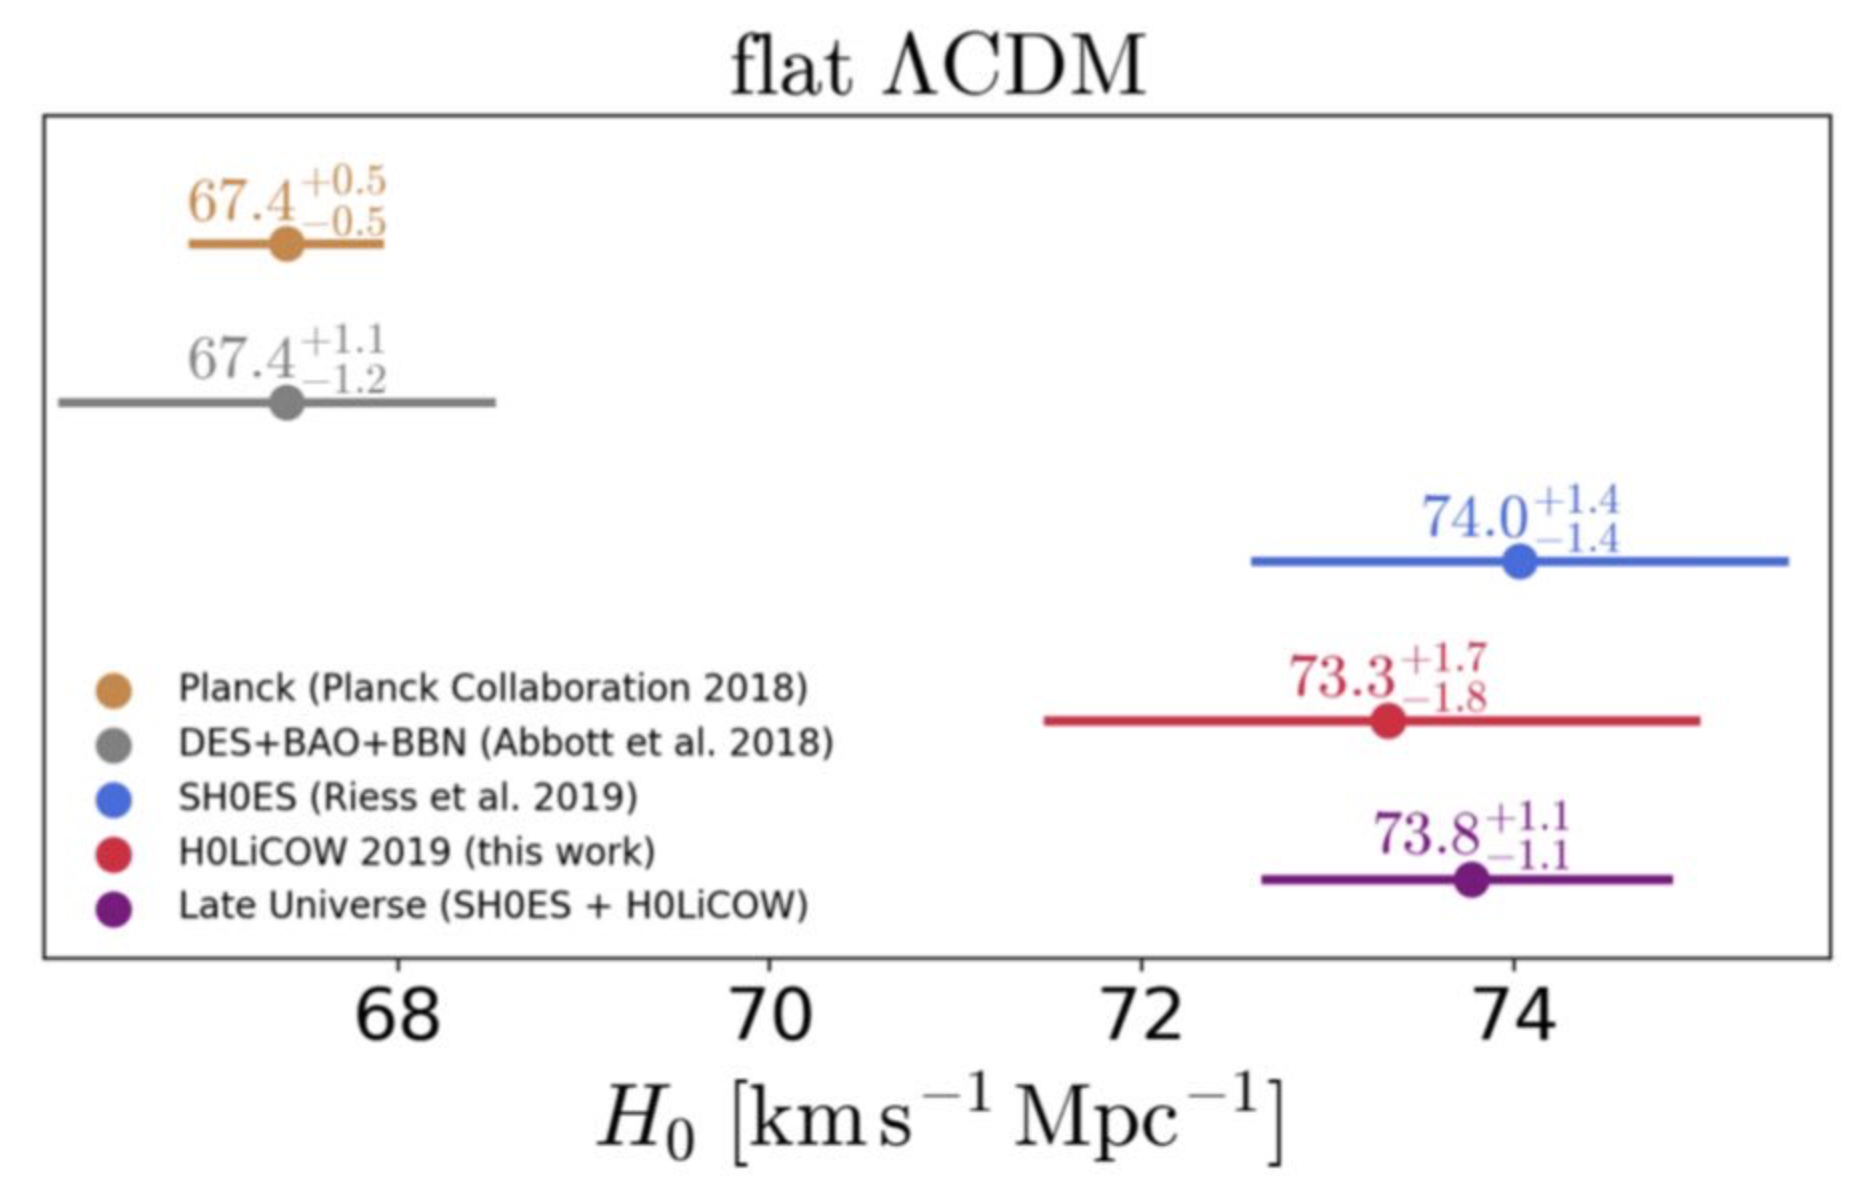 flat ΛCDM
67.4 +0.5 −0.5
67.4 +1.1 −1.2
74.0 +1.4 −1.4
73.3 +1.7 −1.8
73.8 +1.1 −1.1
Planck (Planck Collaboration 2018)
DES+BAO+BBN (Abbott et al. 2018)
SH0ES (Riess et al. 2019)
H0LiCOW 2019 (this work)
Late Universe (SH0ES + H0LiCOW)
68 70 72 74
H₀ [km s⁻¹ Mpc⁻¹]